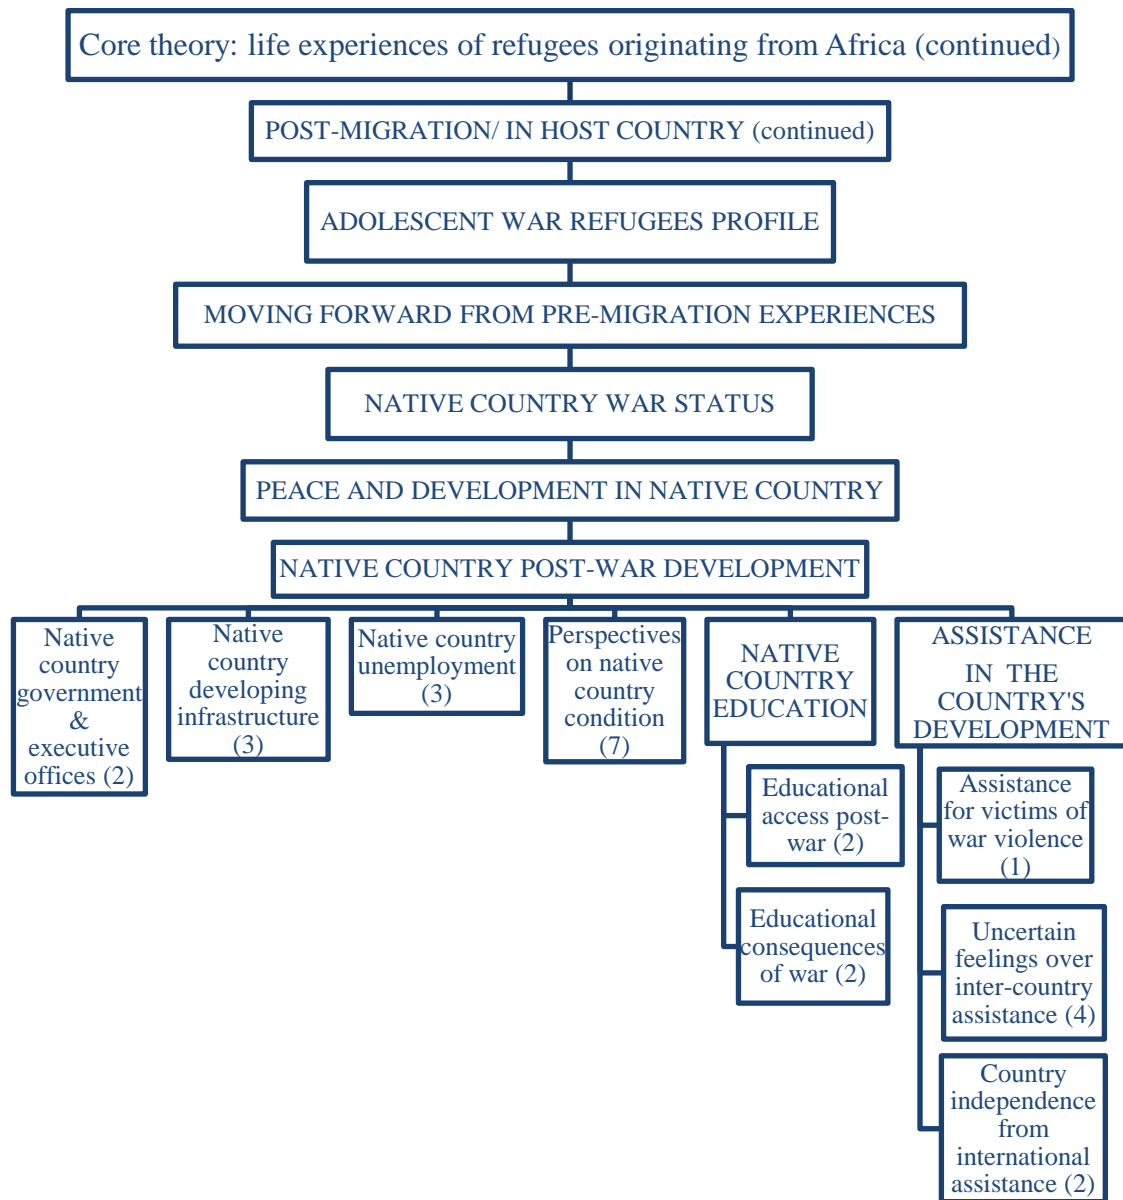 Core theory: life experiences of refugees originating from Africa (continued)
POST-MIGRATION/ IN HOST COUNTRY (continued)
ADOLESCENT WAR REFUGEES PROFILE
MOVING FORWARD FROM PRE-MIGRATION EXPERIENCES
NATIVE COUNTRY WAR STATUS
PEACE AND DEVELOPMENT IN NATIVE COUNTRY
NATIVE COUNTRY POST-WAR DEVELOPMENT
Native
country
government
&
executive
offices (2)
Native
country
developing
infrastructure
(3)
Native country
unemployment
(3)
Perspectives
on native
country
condition
(7)
NATIVE
COUNTRY
EDUCATION
Educational
access post-
war (2)
Educational
consequences
of war (2)
ASSISTANCE
IN THE
COUNTRY'S
DEVELOPMENT
Assistance
for victims of
war violence
(1)
Uncertain
feelings over
inter-country
assistance (4)
Country
independence
from
international
assistance (2)